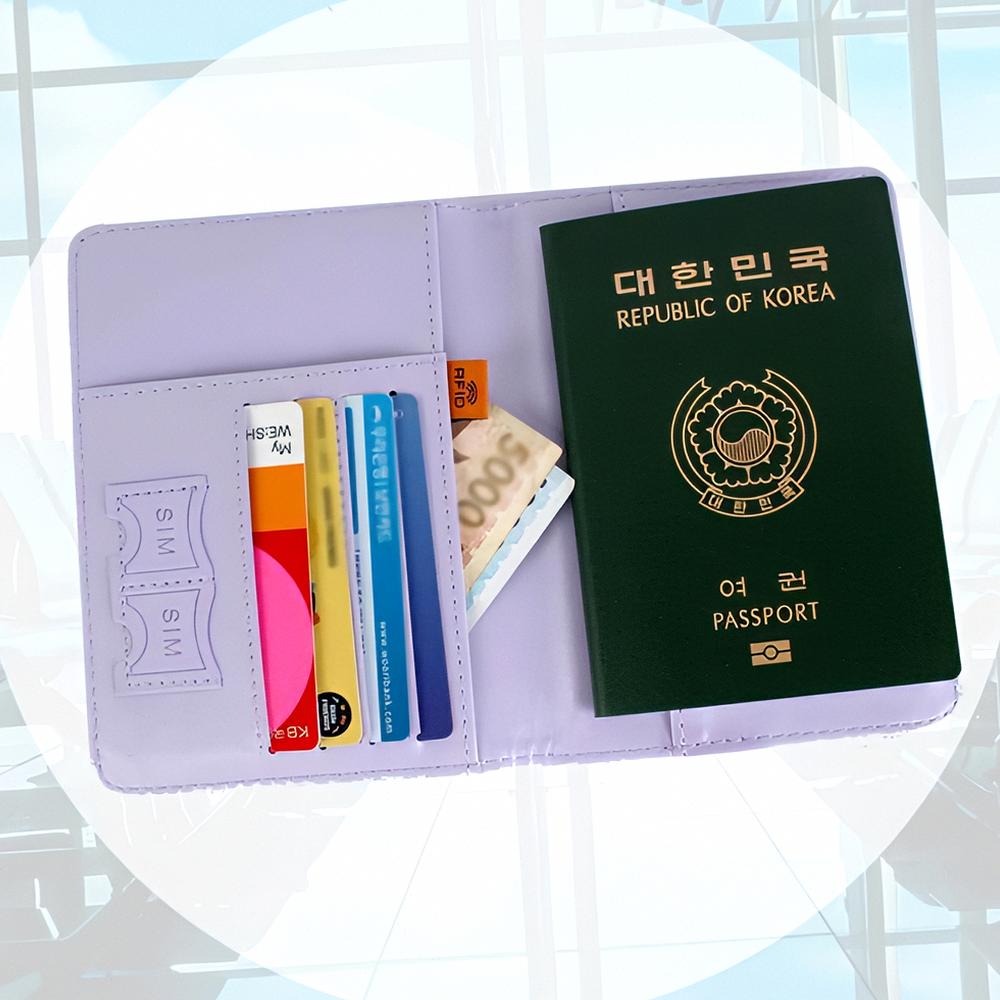 SIM
SIM
My
WE:SH
KB
www.wooribank.com
RFID
5000
대한민국
REPUBLIC OF KOREA
대한민국
여권
PASSPORT